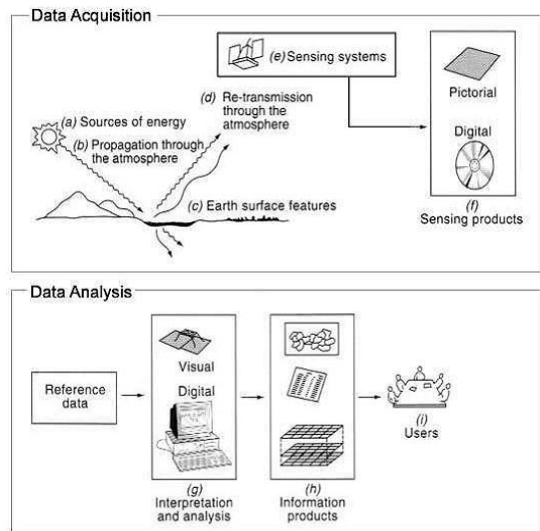 Data Acquisition
(e) Sensing systems
(d) Re-transmission
through the
atmosphere
(a) Sources of energy
(b) Propagation through
the atmosphere
(c) Earth surface features
Pictorial
Digital
(f)
Sensing products
Data Analysis
Reference
data
Visual
Digital
(g)
Interpretation
and analysis
(h)
Information
products
(i)
Users